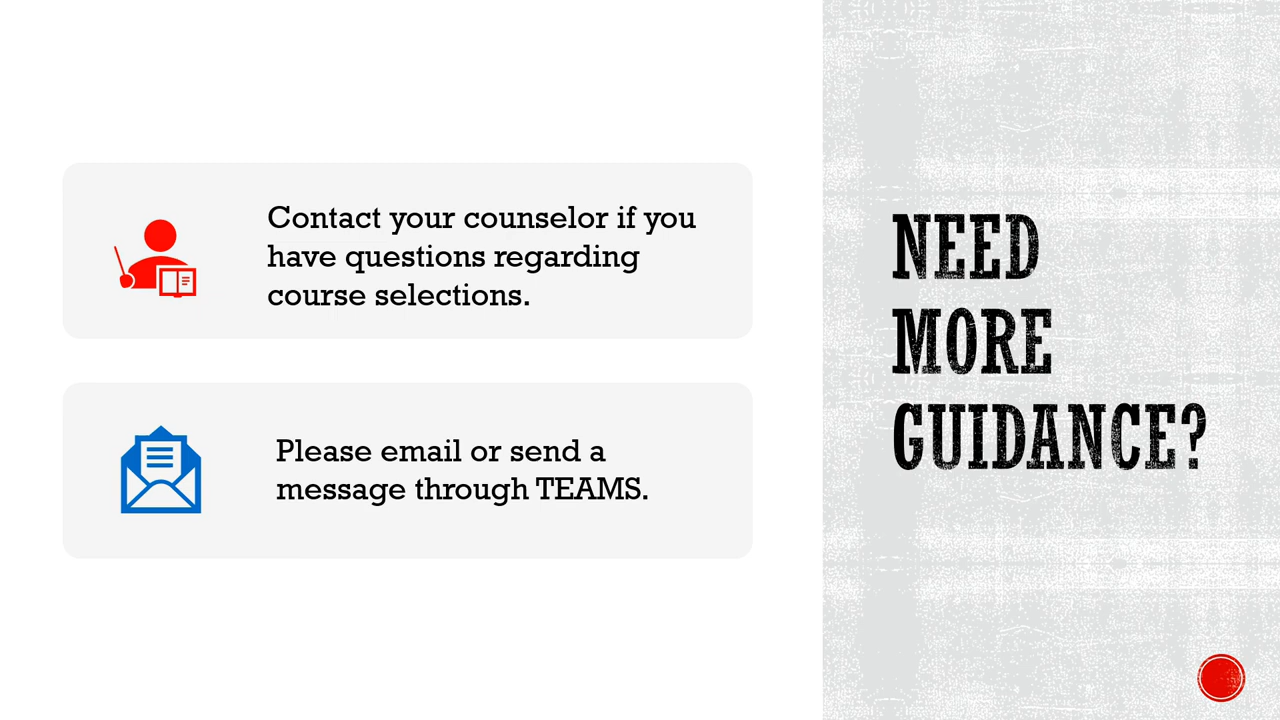 Contact your counselor if you
have questions regarding
course selections.
Please email or send a
message through TEAMS.
NEED
MORE
GUIDANCE?